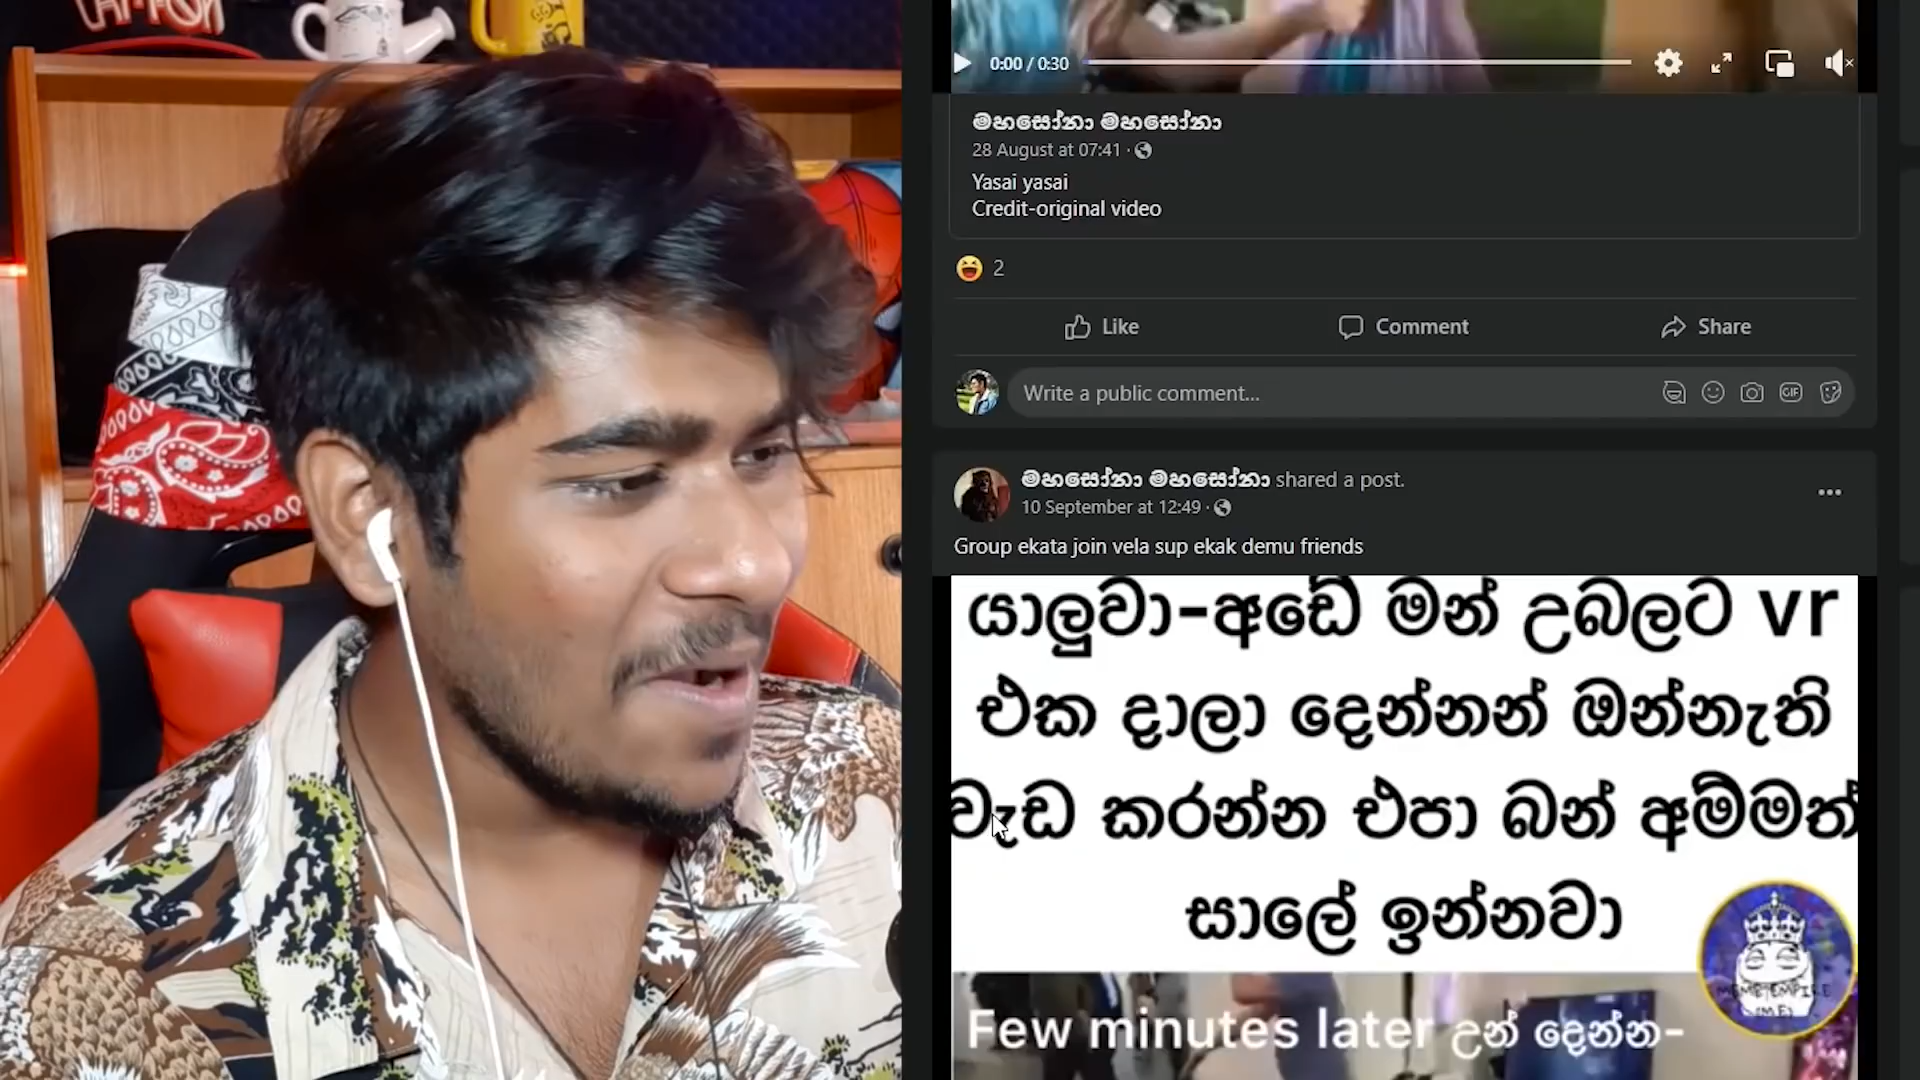 0:00 / 0:30
මහසෝනා මහසෝනා
28 August at 07:41 ·
Yasai yasai
Credit-original video
2
Like
Comment
Share
Write a public comment...
GIF
මහසෝනා මහසෝනා shared a post.
10 September at 12:49 ·
Group ekata join vela sup ekak demu friends
යාලුවා-අඩේ මන් උබලට vr
එක දාලා දෙන්නන් ඔන්නැති
වැඩ කරන්න එපා බන් අම්මත්
සාලේ ඉන්නවා
MEME EMPIRE
Few minutes later උන් දෙන්න-